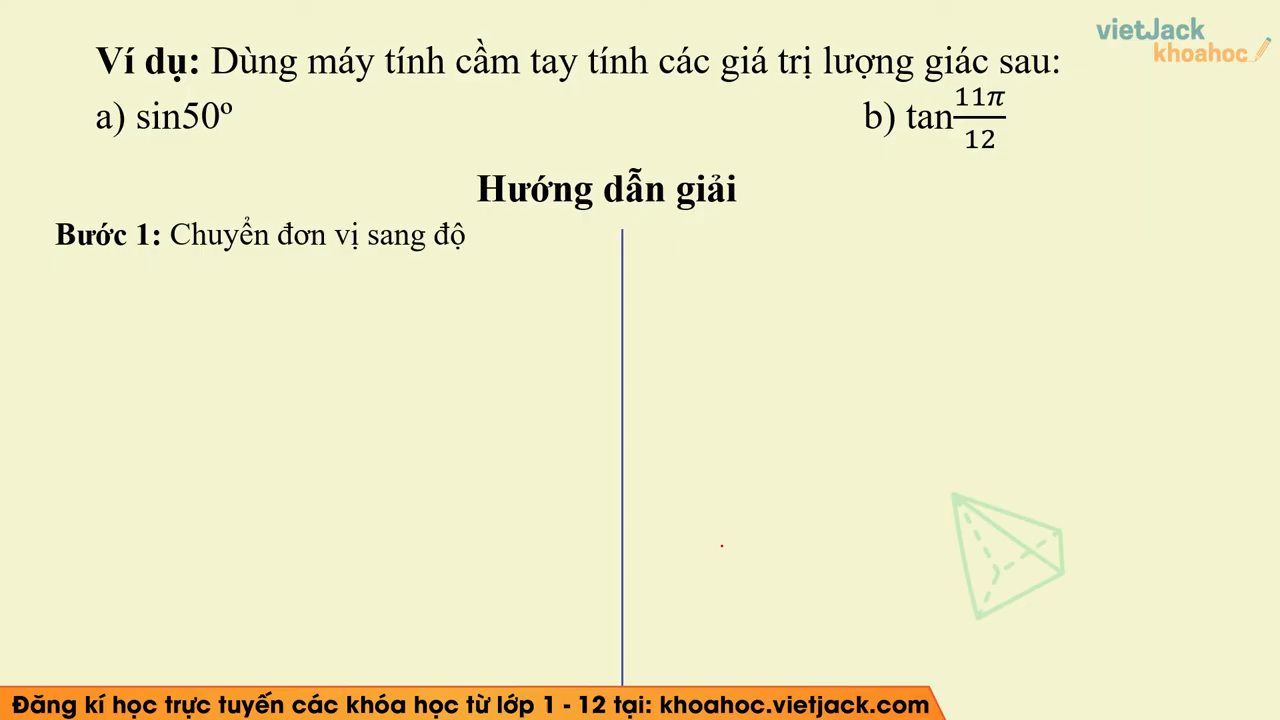 vietJack
khoahoc
Ví dụ: Dùng máy tính cầm tay tính các giá trị lượng giác sau:
a) sin50º b) tan 11𝜋/12
Hướng dẫn giải
Bước 1: Chuyển đơn vị sang độ
Đăng kí học trực tuyến các khóa học từ lớp 1 - 12 tại: khoahoc.vietjack.com